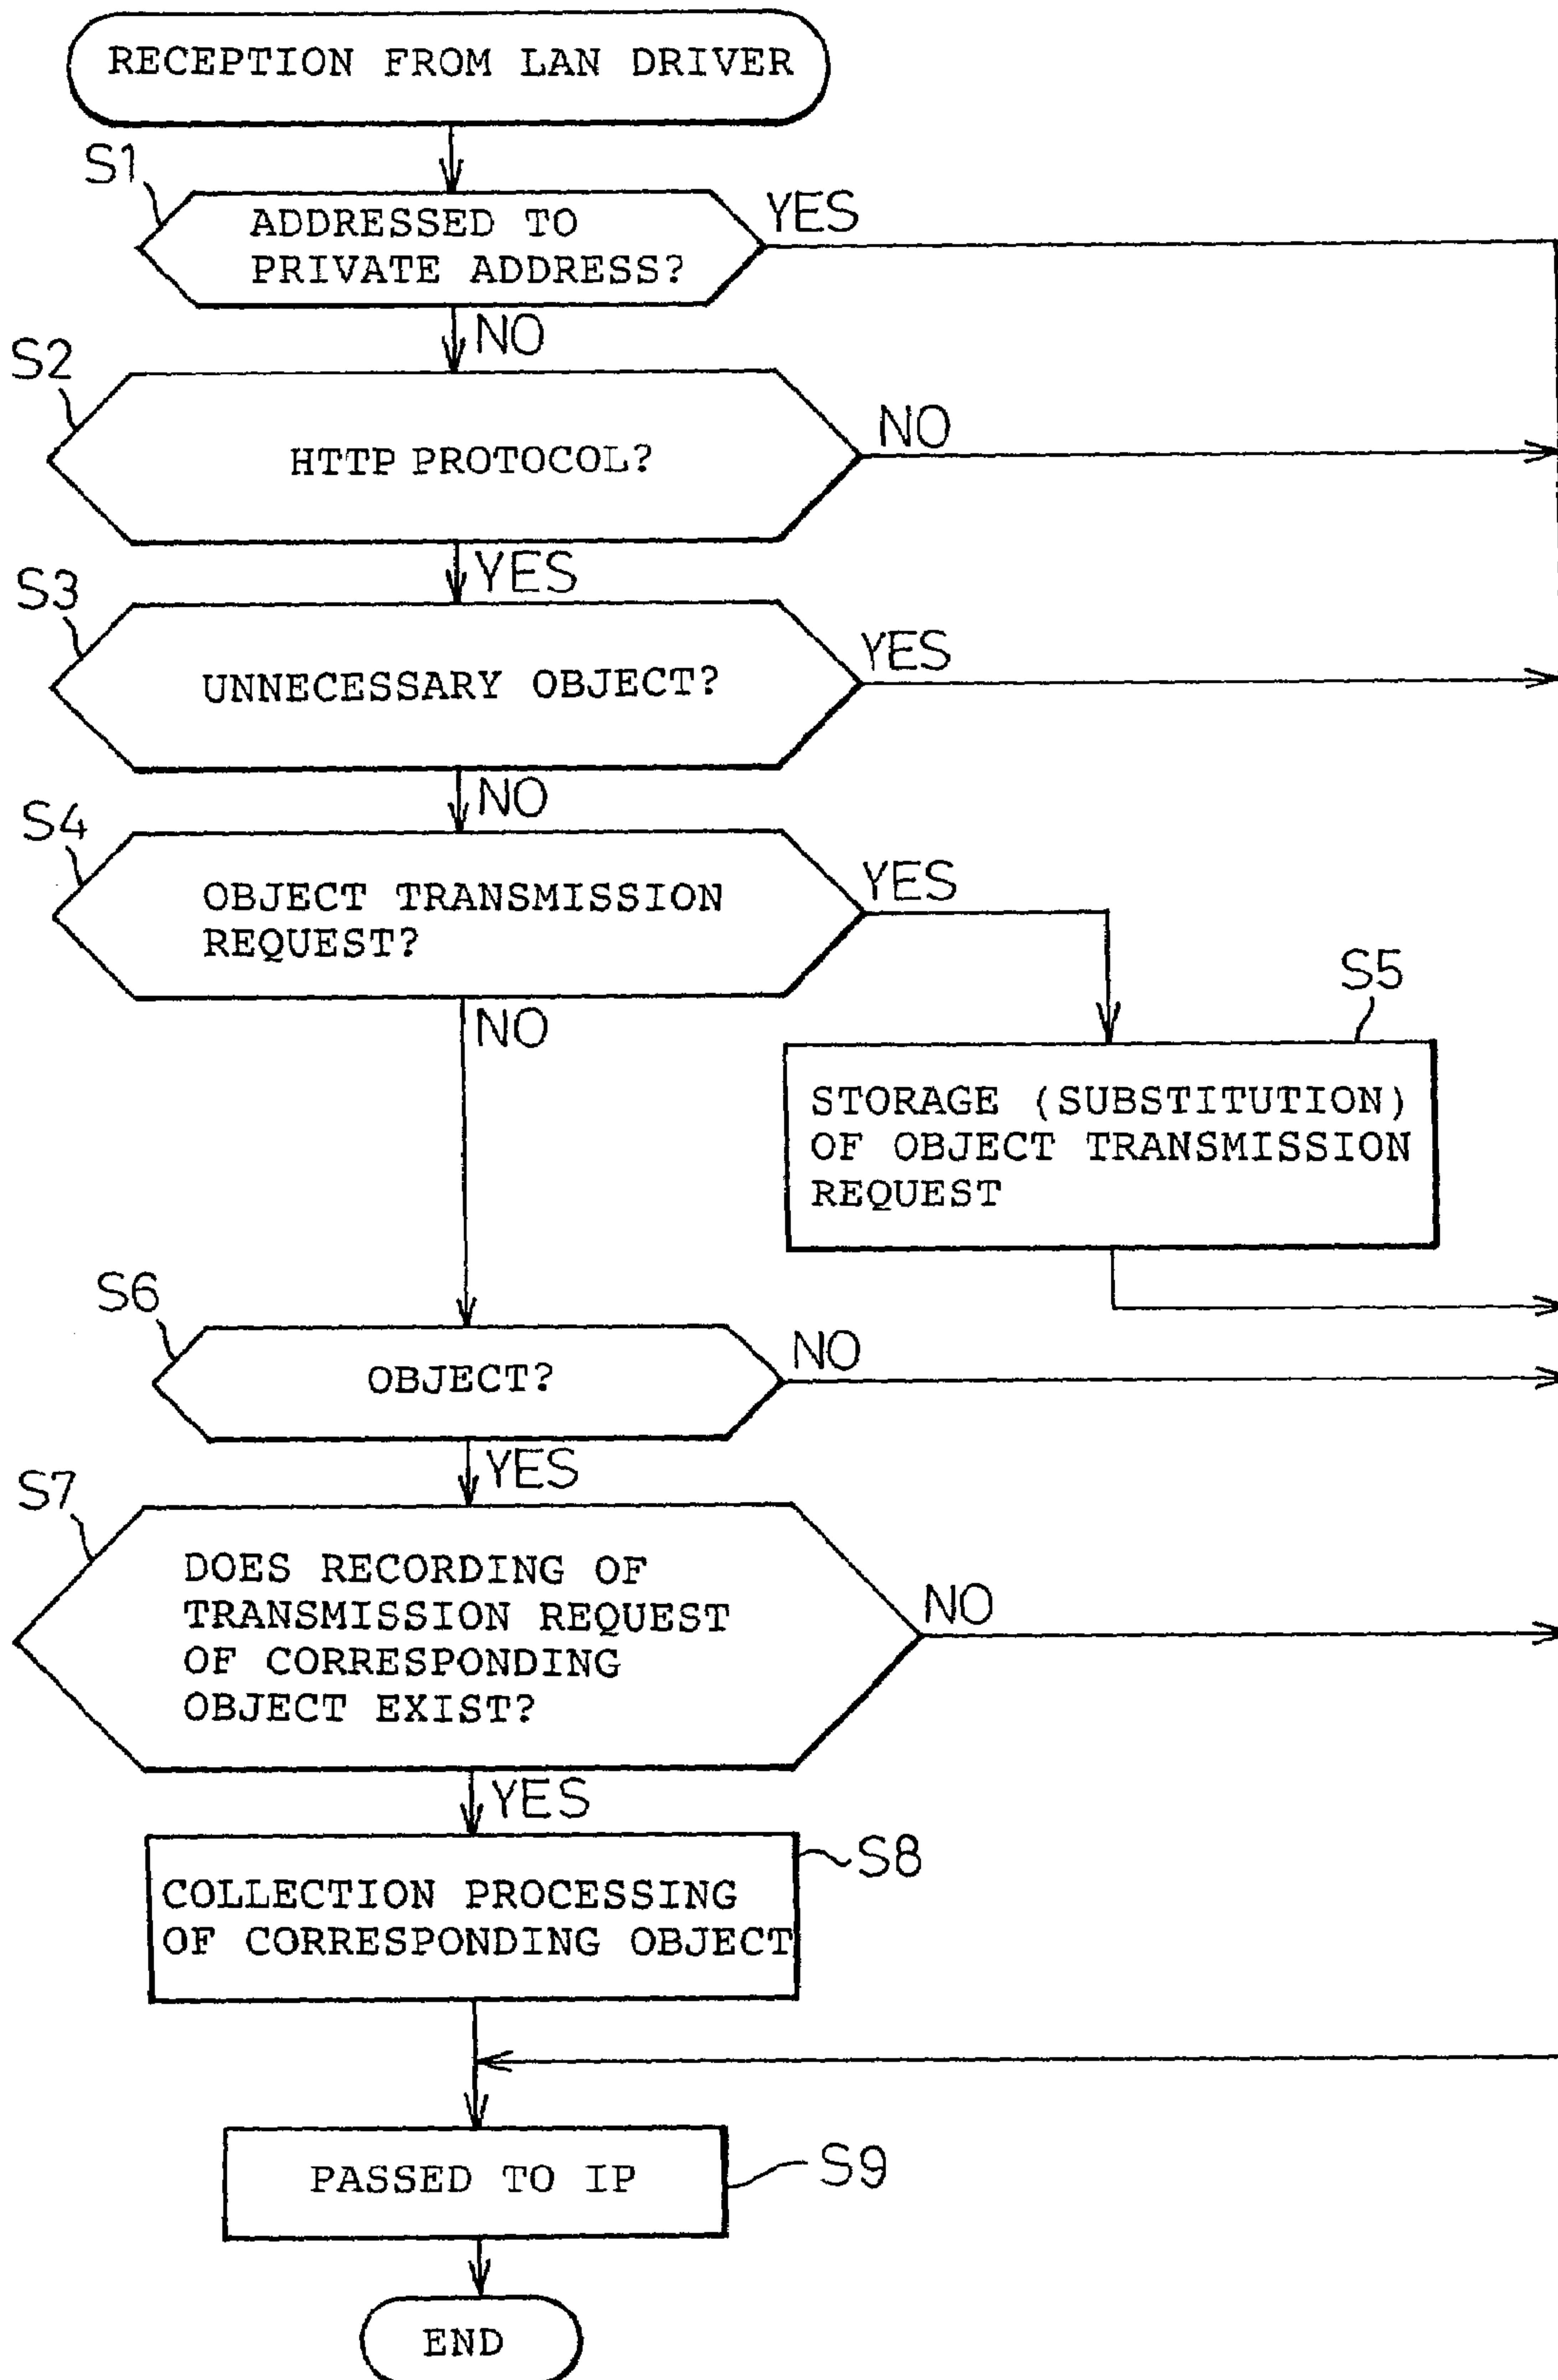 RECEPTION FROM LAN DRIVER
S1
ADDRESSED TO
PRIVATE ADDRESS?
YES
NO
S2
HTTP PROTOCOL?
NO
YES
S3
UNNECESSARY OBJECT?
YES
NO
S4
OBJECT TRANSMISSION
REQUEST?
YES
NO
S5
STORAGE (SUBSTITUTION)
OF OBJECT TRANSMISSION
REQUEST
S6
OBJECT?
NO
YES
S7
DOES RECORDING OF
TRANSMISSION REQUEST
OF CORRESPONDING
OBJECT EXIST?
NO
YES
S8
COLLECTION PROCESSING
OF CORRESPONDING OBJECT
PASSED TO IP
S9
END